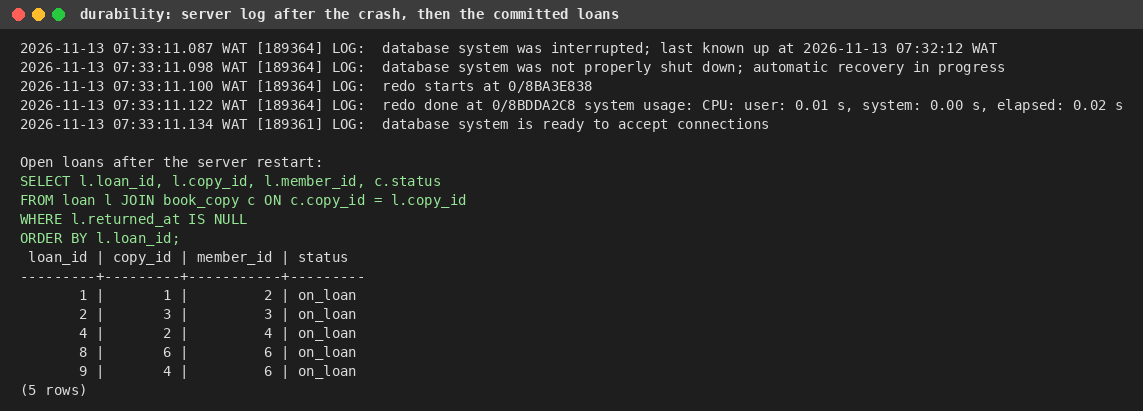 durability: server log after the crash, then the committed loans
2026-11-13 07:33:11.087 WAT [189364] LOG:  database system was interrupted; last known up at 2026-11-13 07:32:12 WAT
2026-11-13 07:33:11.098 WAT [189364] LOG:  database system was not properly shut down; automatic recovery in progress
2026-11-13 07:33:11.100 WAT [189364] LOG:  redo starts at 0/8BA3E838
2026-11-13 07:33:11.122 WAT [189364] LOG:  redo done at 0/8BDDA2C8 system usage: CPU: user: 0.01 s, system: 0.00 s, elapsed: 0.02 s
2026-11-13 07:33:11.134 WAT [189361] LOG:  database system is ready to accept connections

Open loans after the server restart:
SELECT l.loan_id, l.copy_id, l.member_id, c.status
FROM loan l JOIN book_copy c ON c.copy_id = l.copy_id
WHERE l.returned_at IS NULL
ORDER BY l.loan_id;
 loan_id | copy_id | member_id | status
---------+---------+-----------+---------
       1 |       1 |         2 | on_loan
       2 |       3 |         3 | on_loan
       4 |       2 |         4 | on_loan
       8 |       6 |         6 | on_loan
       9 |       4 |         6 | on_loan
(5 rows)